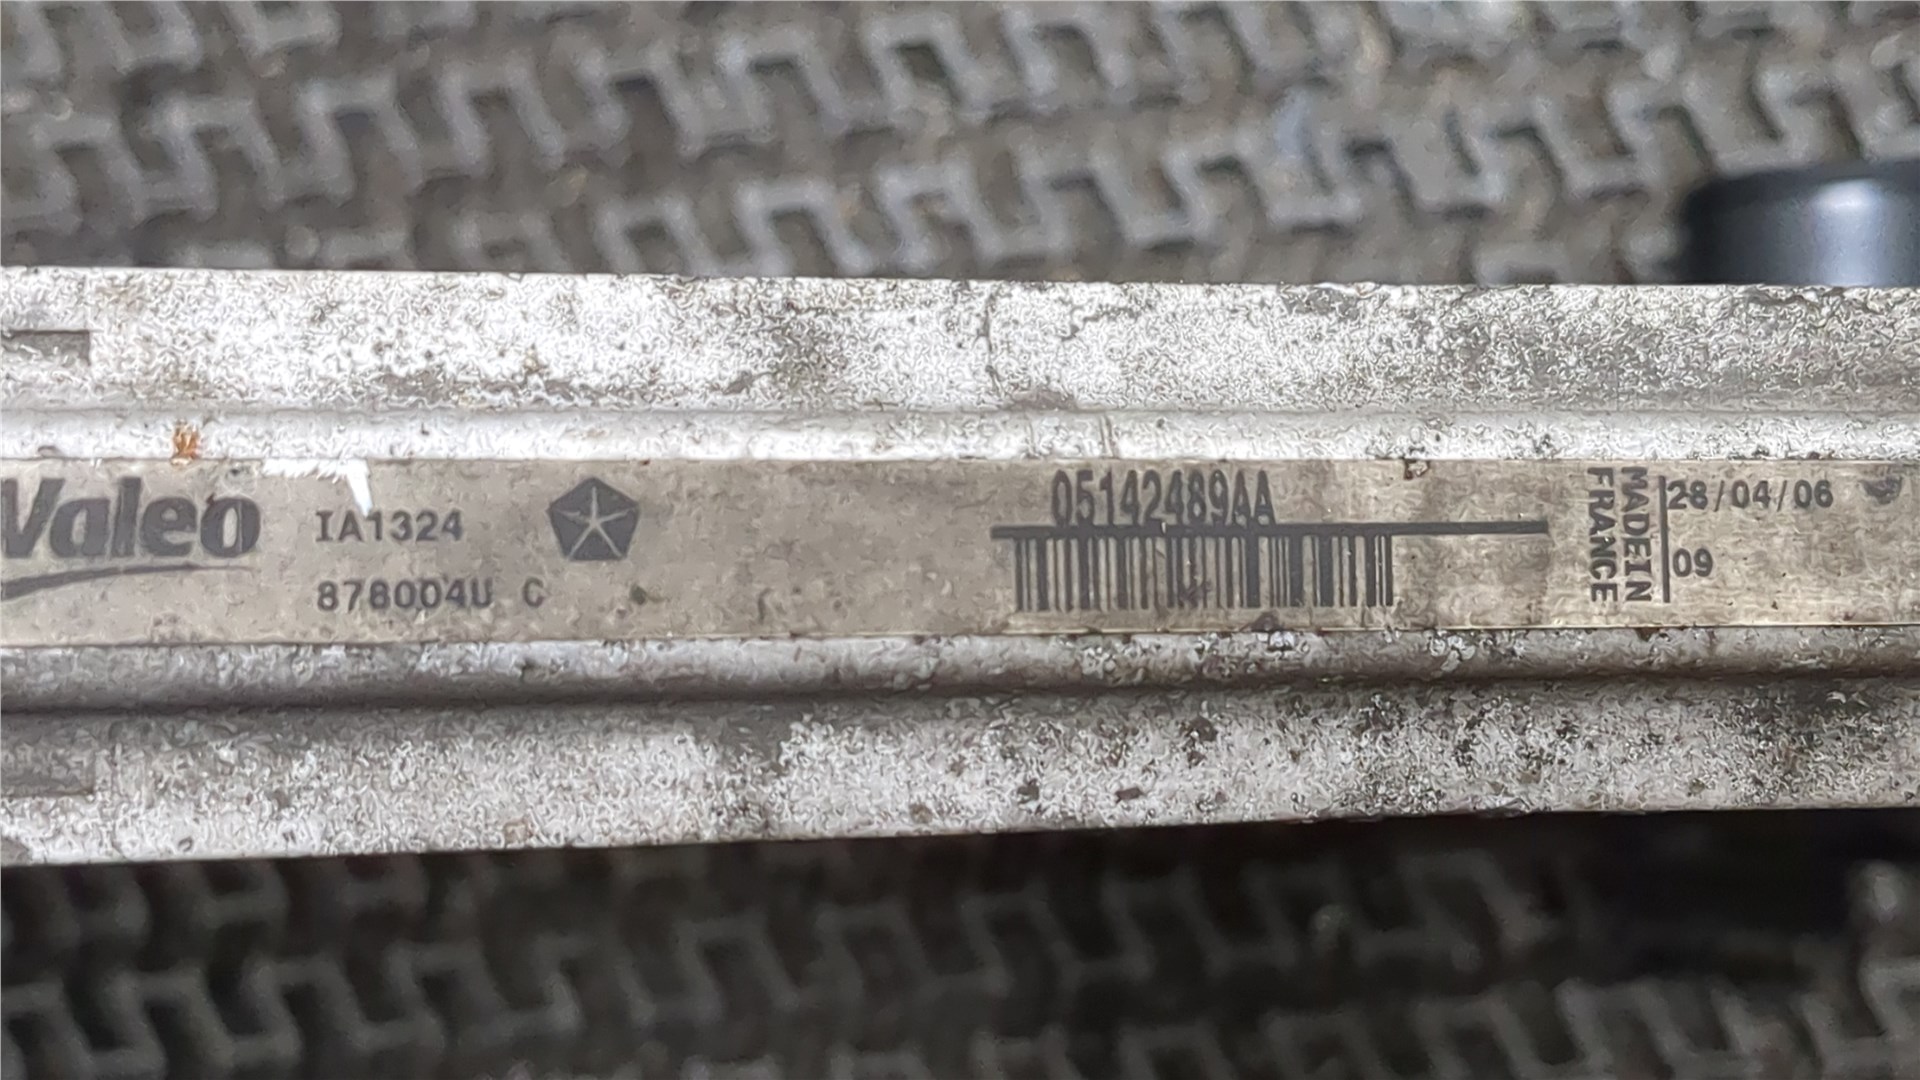 Valeo
IA1324
878004U C
05142489AA
MADE IN
FRANCE
28/04/06
09